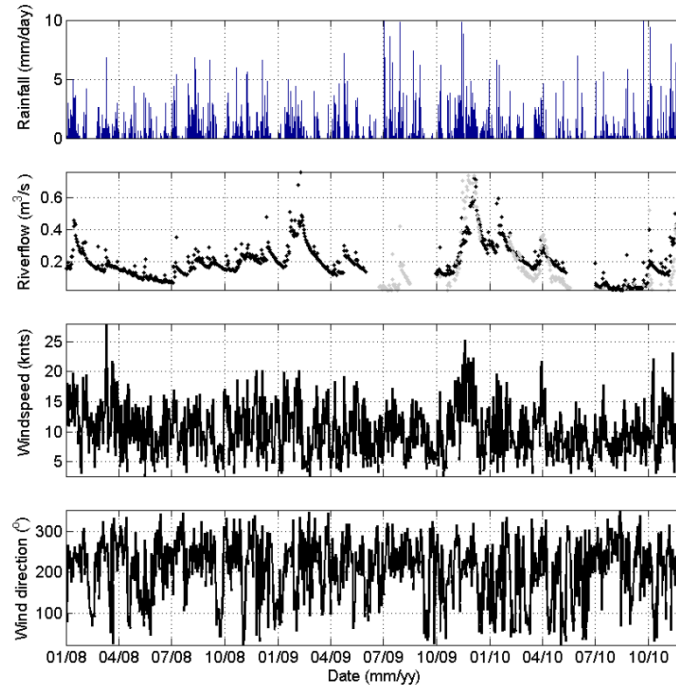 Rainfall (mm/day)
10
5
0
Riverflow (m³/s)
0.6
0.4
0.2
Windspeed (knts)
25
20
15
10
5
Wind direction (°)
300
200
100
01/08 04/08 07/08 10/08 01/09 04/09 07/09 10/09 01/10 04/10 07/10 10/10
Date (mm/yy)